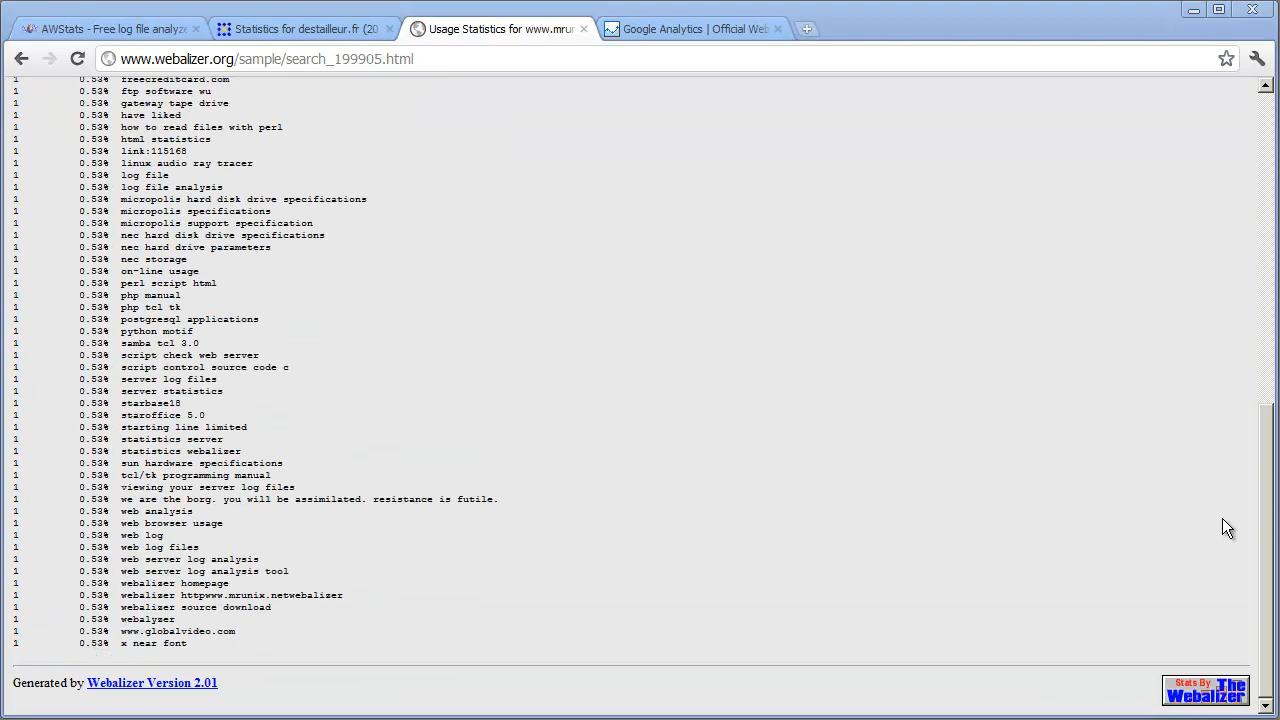 AWStats - Free log file analyze
Statistics for destailleur.fr (20
Usage Statistics for www.mrun
Google Analytics | Official Web
www.webalizer.org/sample/search_199905.html
1 0.53% freecreditcard.com
1 0.53% ftp software wu
1 0.53% gateway tape drive
1 0.53% have liked
1 0.53% how to read files with perl
1 0.53% html statistics
1 0.53% link:115168
1 0.53% linux audio ray tracer
1 0.53% log file
1 0.53% log file analysis
1 0.53% micropolis hard disk drive specifications
1 0.53% micropolis specifications
1 0.53% micropolis support specification
1 0.53% nec hard disk drive specifications
1 0.53% nec hard drive parameters
1 0.53% nec storage
1 0.53% on-line usage
1 0.53% perl script html
1 0.53% php manual
1 0.53% php tcl tk
1 0.53% postgresql applications
1 0.53% python motif
1 0.53% samba tcl 3.0
1 0.53% script check web server
1 0.53% script control source code c
1 0.53% server log files
1 0.53% server statistics
1 0.53% starbase18
1 0.53% staroffice 5.0
1 0.53% starting line limited
1 0.53% statistics server
1 0.53% statistics webalizer
1 0.53% sun hardware specifications
1 0.53% tcl/tk programming manual
1 0.53% viewing your server log files
1 0.53% we are the borg. you will be assimilated. resistance is futile.
1 0.53% web analysis
1 0.53% web browser usage
1 0.53% web log
1 0.53% web log files
1 0.53% web server log analysis
1 0.53% web server log analysis tool
1 0.53% webalizer homepage
1 0.53% webalizer httpwww.mrunix.netwebalizer
1 0.53% webalizer source download
1 0.53% webalyzer
1 0.53% www.globalvideo.com
1 0.53% x near font
Generated by Webalizer Version 2.01
Stats By The
Webalizer